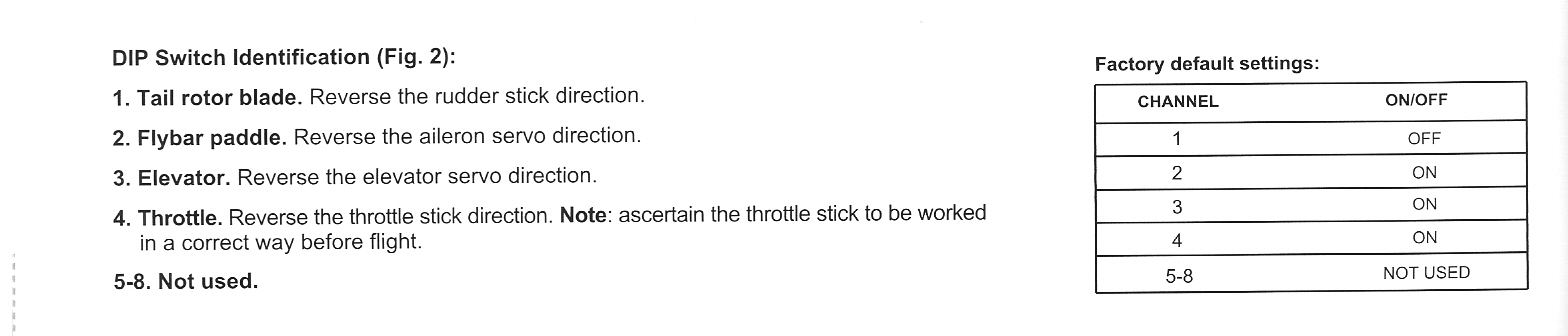 DIP Switch Identification (Fig. 2):
1. Tail rotor blade. Reverse the rudder stick direction.
2. Flybar paddle. Reverse the aileron servo direction.
3. Elevator. Reverse the elevator servo direction.
4. Throttle. Reverse the throttle stick direction. Note: ascertain the throttle stick to be worked
in a correct way before flight.
5-8. Not used.
Factory default settings:
CHANNEL ON/OFF
1 OFF
2 ON
3 ON
4 ON
5-8 NOT USED